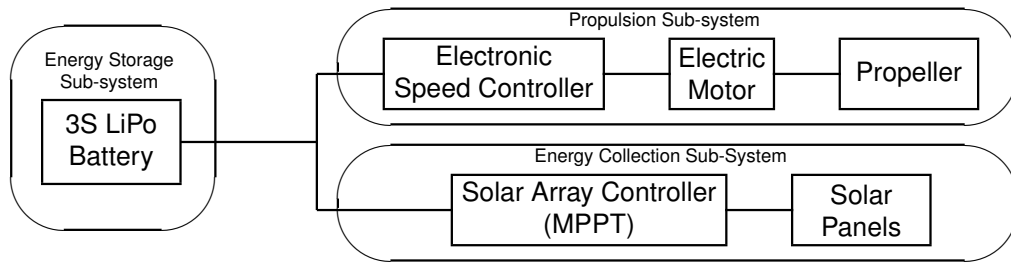 Energy Storage
Sub-system
3S LiPo
Battery
Propulsion Sub-system
Electronic
Speed Controller
Electric
Motor
Propeller
Energy Collection Sub-System
Solar Array Controller
(MPPT)
Solar
Panels